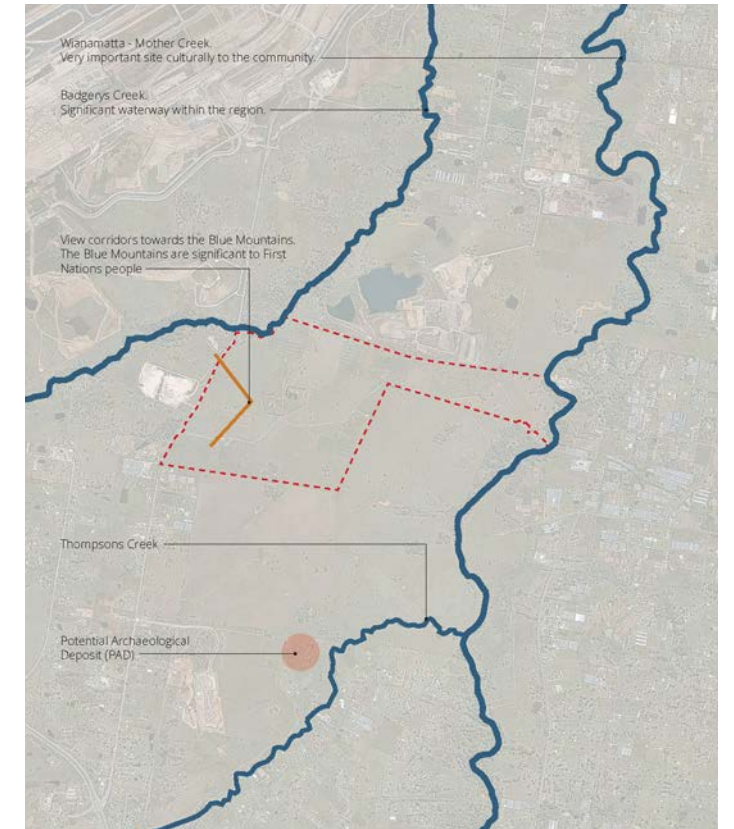 Wianamatta - Mother Creek.
Very important site culturally to the community.
Badgerys Creek.
Significant waterway within the region.
View corridors towards the Blue Mountains.
The Blue Mountains are significant to First
Nations people
Thompsons Creek
Potential Archaeological
Deposit (PAD)